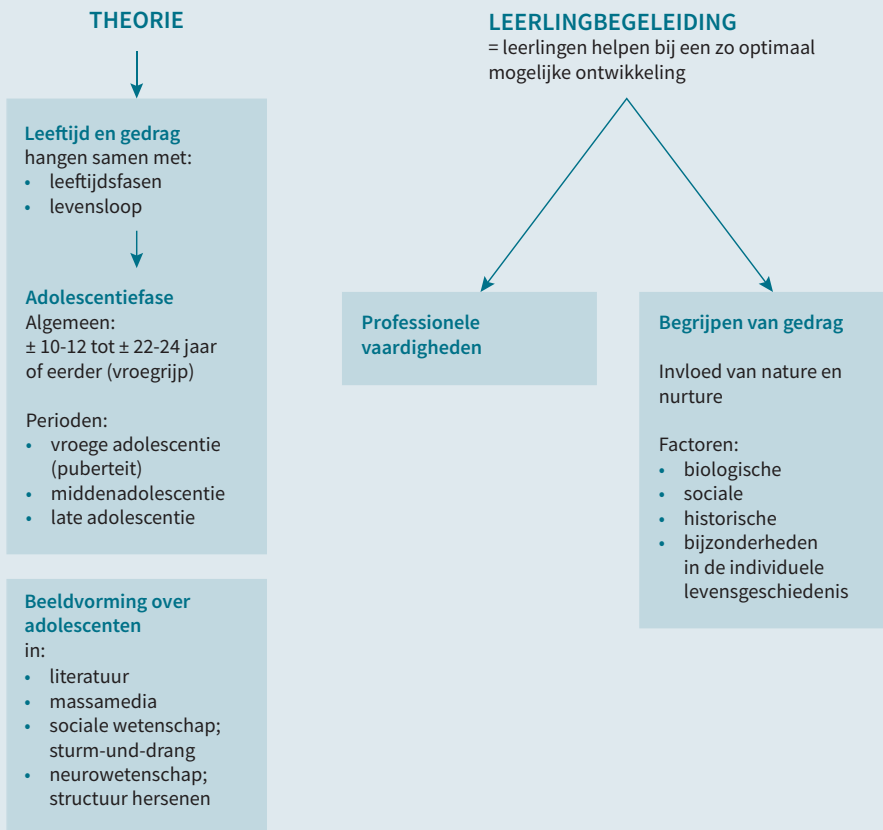 THEORIE
Leeftijd en gedrag
hangen samen met:
• leeftijdsfasen
• levensloop
Adolescentiefase
Algemeen:
± 10-12 tot ± 22-24 jaar
of eerder (vroegrijp)
Perioden:
• vroege adolescentie
(puberteit)
• middenadolescentie
• late adolescentie
Beeldvorming over
adolescenten
in:
• literatuur
• massamedia
• sociale wetenschap;
sturm-und-drang
• neurowetenschap;
structuur hersenen
LEERLINGBEGELEIDING
= leerlingen helpen bij een zo optimaal
mogelijke ontwikkeling
Professionele
vaardigheden
Begrijpen van gedrag
Invloed van nature en
nurture
Factoren:
• biologische
• sociale
• historische
• bijzonderheden
in de individuele
levensgeschiedenis